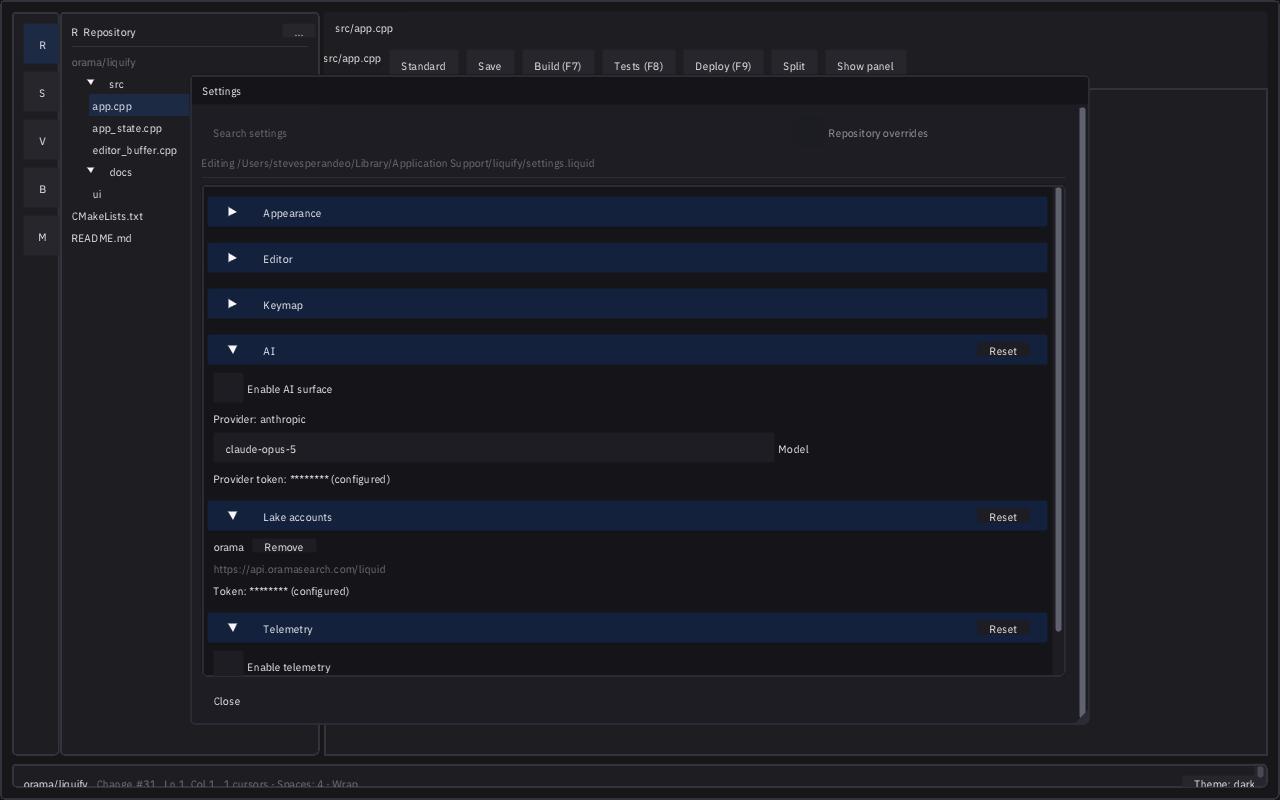 R Repository ...
src/app.cpp
src/app.cpp Standard Save Build (F7) Tests (F8) Deploy (F9) Split Show panel
R
S
V
B
M
orama/liquify
src
app.cpp
app_state.cpp
editor_buffer.cpp
docs
ui
CMakeLists.txt
README.md
Settings
Search settings Repository overrides
Editing /Users/stevesperandeo/Library/Application Support/liquify/settings.liquid
Appearance
Editor
Keymap
AI Reset
Enable AI surface
Provider: anthropic
claude-opus-5 Model
Provider token: ******** (configured)
Lake accounts Reset
orama Remove
https://api.oramasearch.com/liquid
Token: ******** (configured)
Telemetry Reset
Enable telemetry
Close
orama/liquify Change #31 Ln 1, Col 1 1 cursors - Spaces: 4 - Wrap Theme: dark